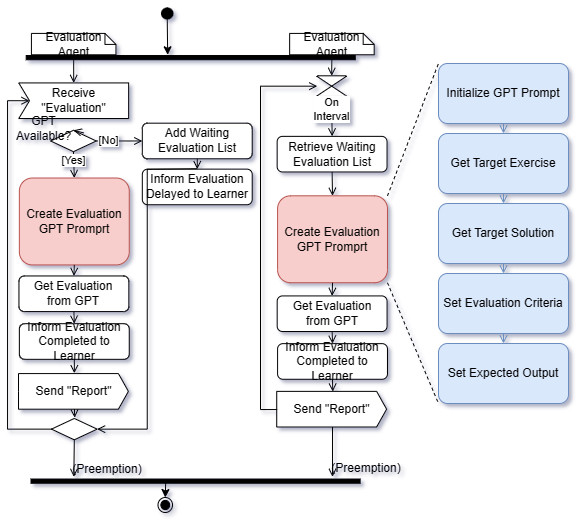 Evaluation
Agent
Evaluation
Agent
Receive
"Evaluation"
GPT
Available?
[No]
[Yes]
Add Waiting
Evaluation List
Inform Evaluation
Delayed to Learner
Create Evaluation
GPT Promprt
Get Evaluation
from GPT
Inform Evaluation
Completed to
Learner
Send "Report"
(Preemption)
On
Interval
Retrieve Waiting
Evaluation List
Create Evaluation
GPT Promprt
Get Evaluation
from GPT
Inform Evaluation
Completed to
Learner
Send "Report"
(Preemption)
Initialize GPT Prompt
Get Target Exercise
Get Target Solution
Set Evaluation Criteria
Set Expected Output